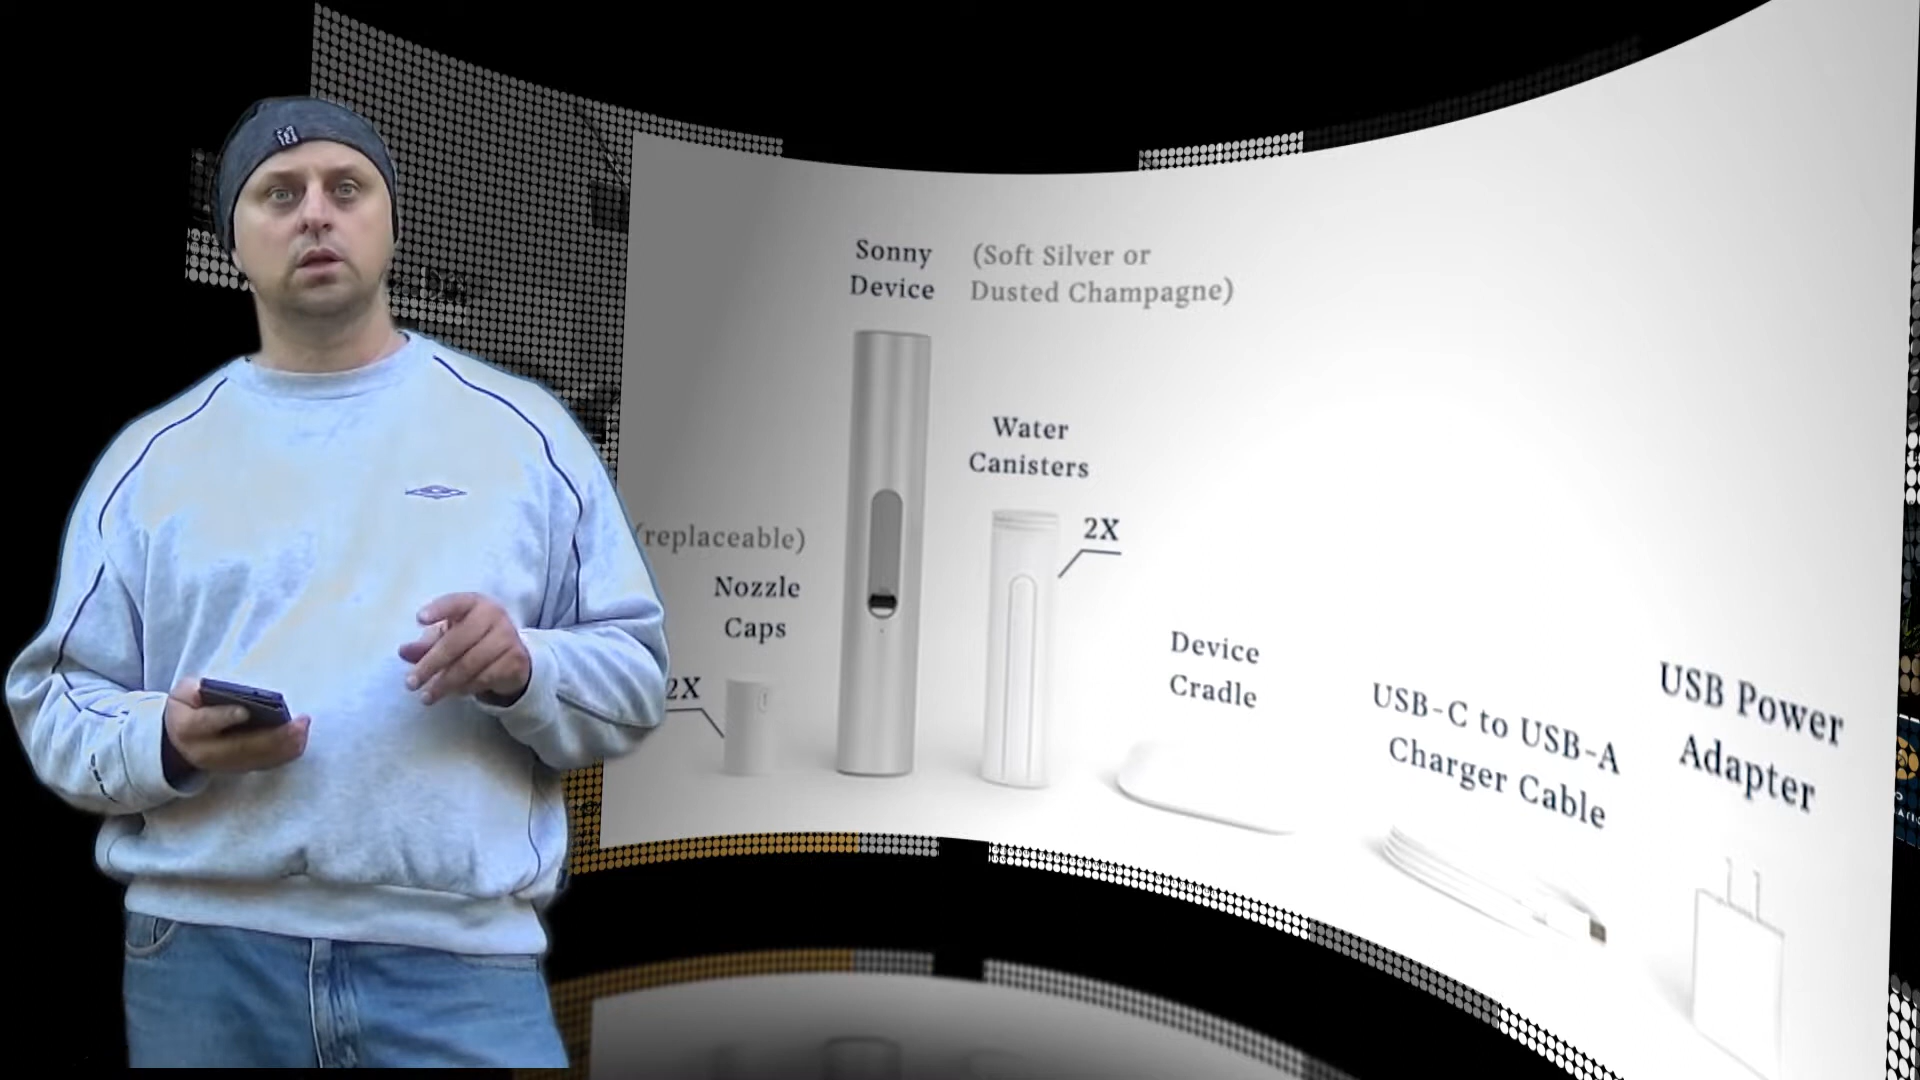 Sonny
Device
(Soft Silver or
Dusted Champagne)
Water
Canisters
2X
(replaceable)
Nozzle
Caps
2X
Device
Cradle
USB-C to USB-A
Charger Cable
USB Power
Adapter